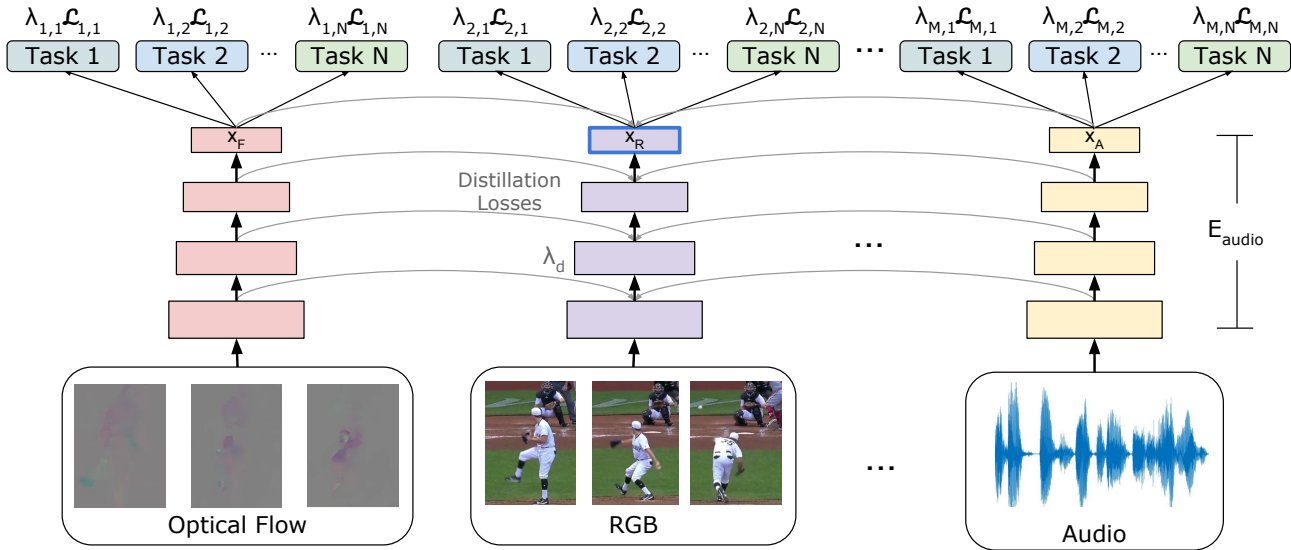 λ1,1ℒ1,1 λ1,2ℒ1,2 λ1,Nℒ1,N λ2,1ℒ2,1 λ2,2ℒ2,2 λ2,Nℒ2,N λM,1ℒM,1 λM,2ℒM,2 λM,NℒM,N
Task 1 Task 2 ... Task N Task 1 Task 2 ... Task N ... Task 1 Task 2 ... Task N
xF xR xA
Distillation
Losses
Eaudio
λd
...
...
Optical Flow RGB Audio